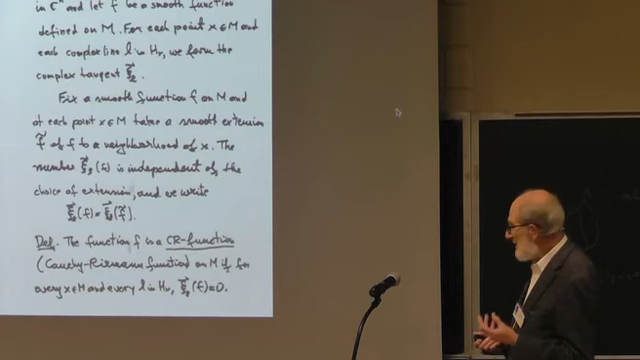 in ℂⁿ and let f be a smooth function
defined on M. For each point x ∈ M and
each complex line l in Hₓ, we form the
complex tangent
Fix a smooth function f on M and
at each point x ∈ M take a smooth extension
f̃ of f to a neighborhood of x. The
number ξ⃗ₗ(f̃) is independent of the
choice of extension, and we write
ξ⃗ₗ(f) = ξ⃗ₗ(f̃).
Def. The function f is a CR-function
(Cauchy-Riemann function) on M if for
every x ∈ M and every l in Hₓ, ξ⃗ₗ(f) = 0.